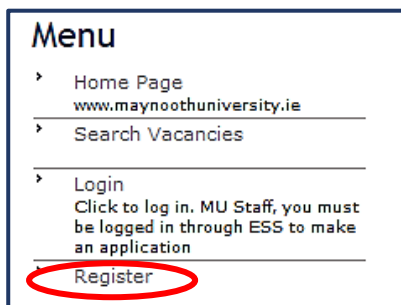 Menu
Home Page
www.maynoothuniversity.ie
Search Vacancies
Login
Click to log in. MU Staff, you must
be logged in through ESS to make
an application
Register